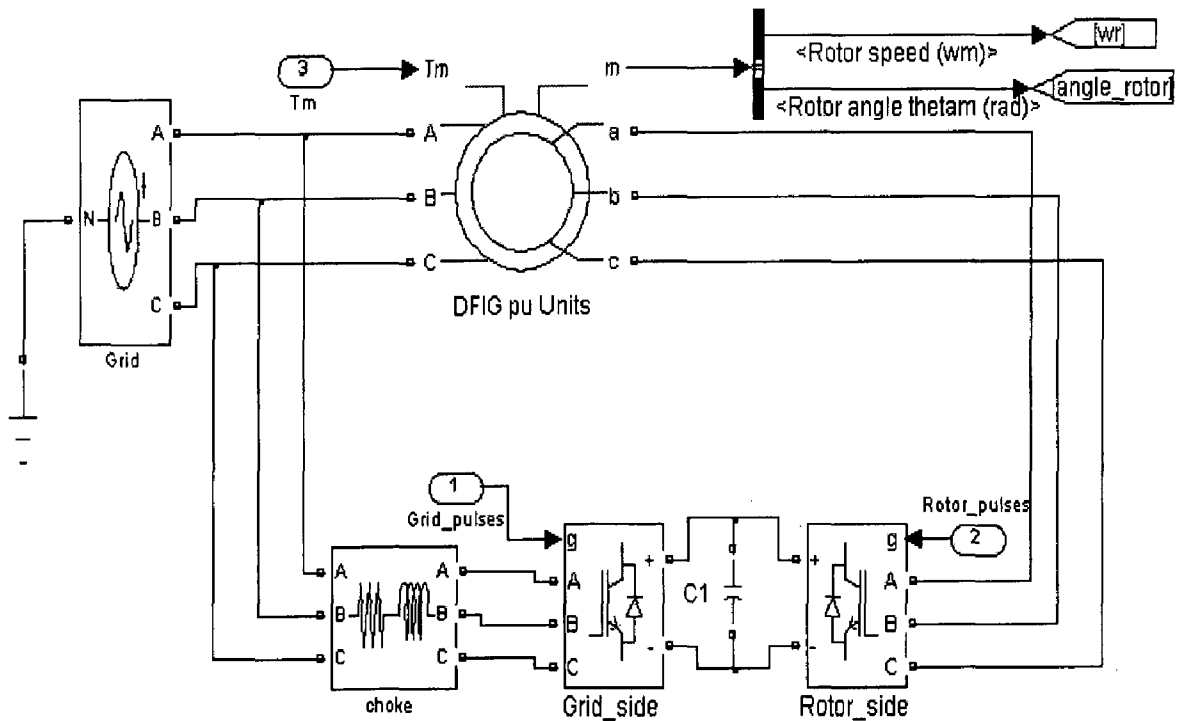 [wr]
<Rotor speed (wm)>
3
Tm
Tm
m
[angle_rotor]
<Rotor angle thetam (rad)>
A
A
a
N
B
B
b
C
C
c
DFIG pu Units
Grid
1
Grid_pulses
Rotor_pulses
2
g
g
A
A
A
+
+
A
C1
B
B
B
B
-
-
C
C
C
C
choke
Grid_side
Rotor_side